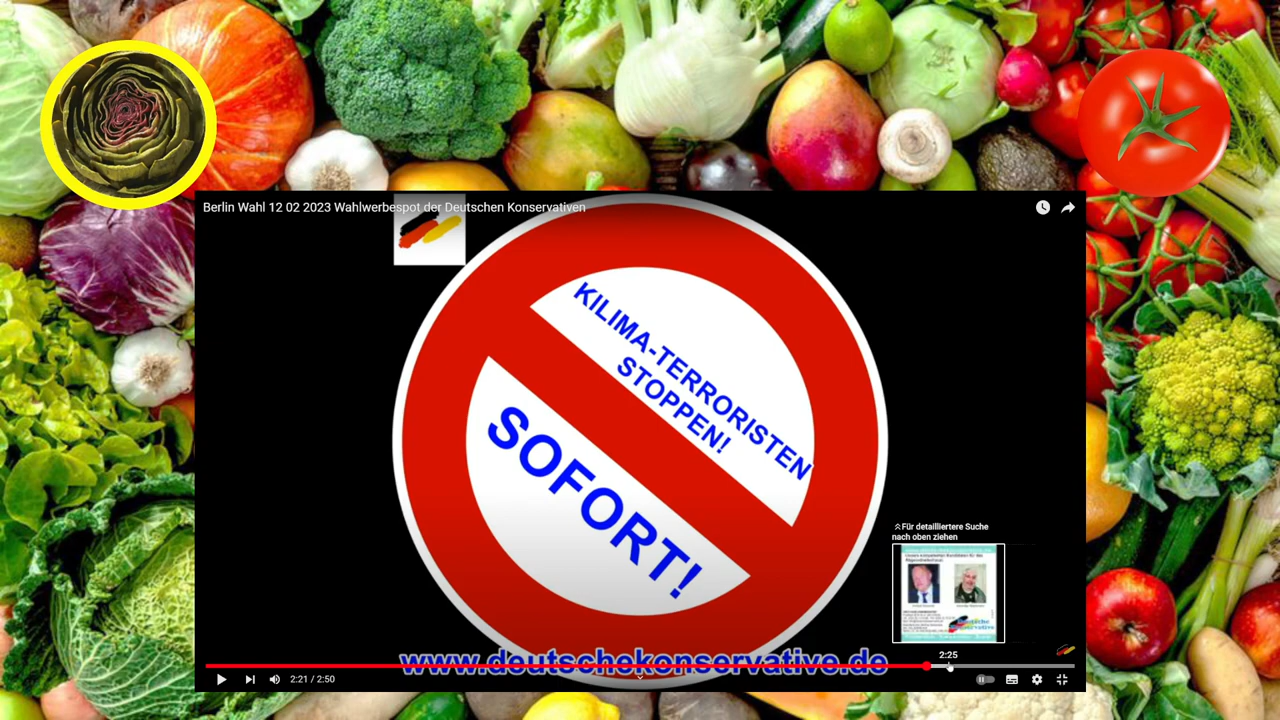 Berlin Wahl 12 02 2023 Wahlwerbespot der Deutschen Konservativen
KILIMA-TERRORISTEN
STOPPEN!
SOFORT!
Für detailliertere Suche
nach oben ziehen
www.deutschekonservative.de
2:25
2:21 / 2:50